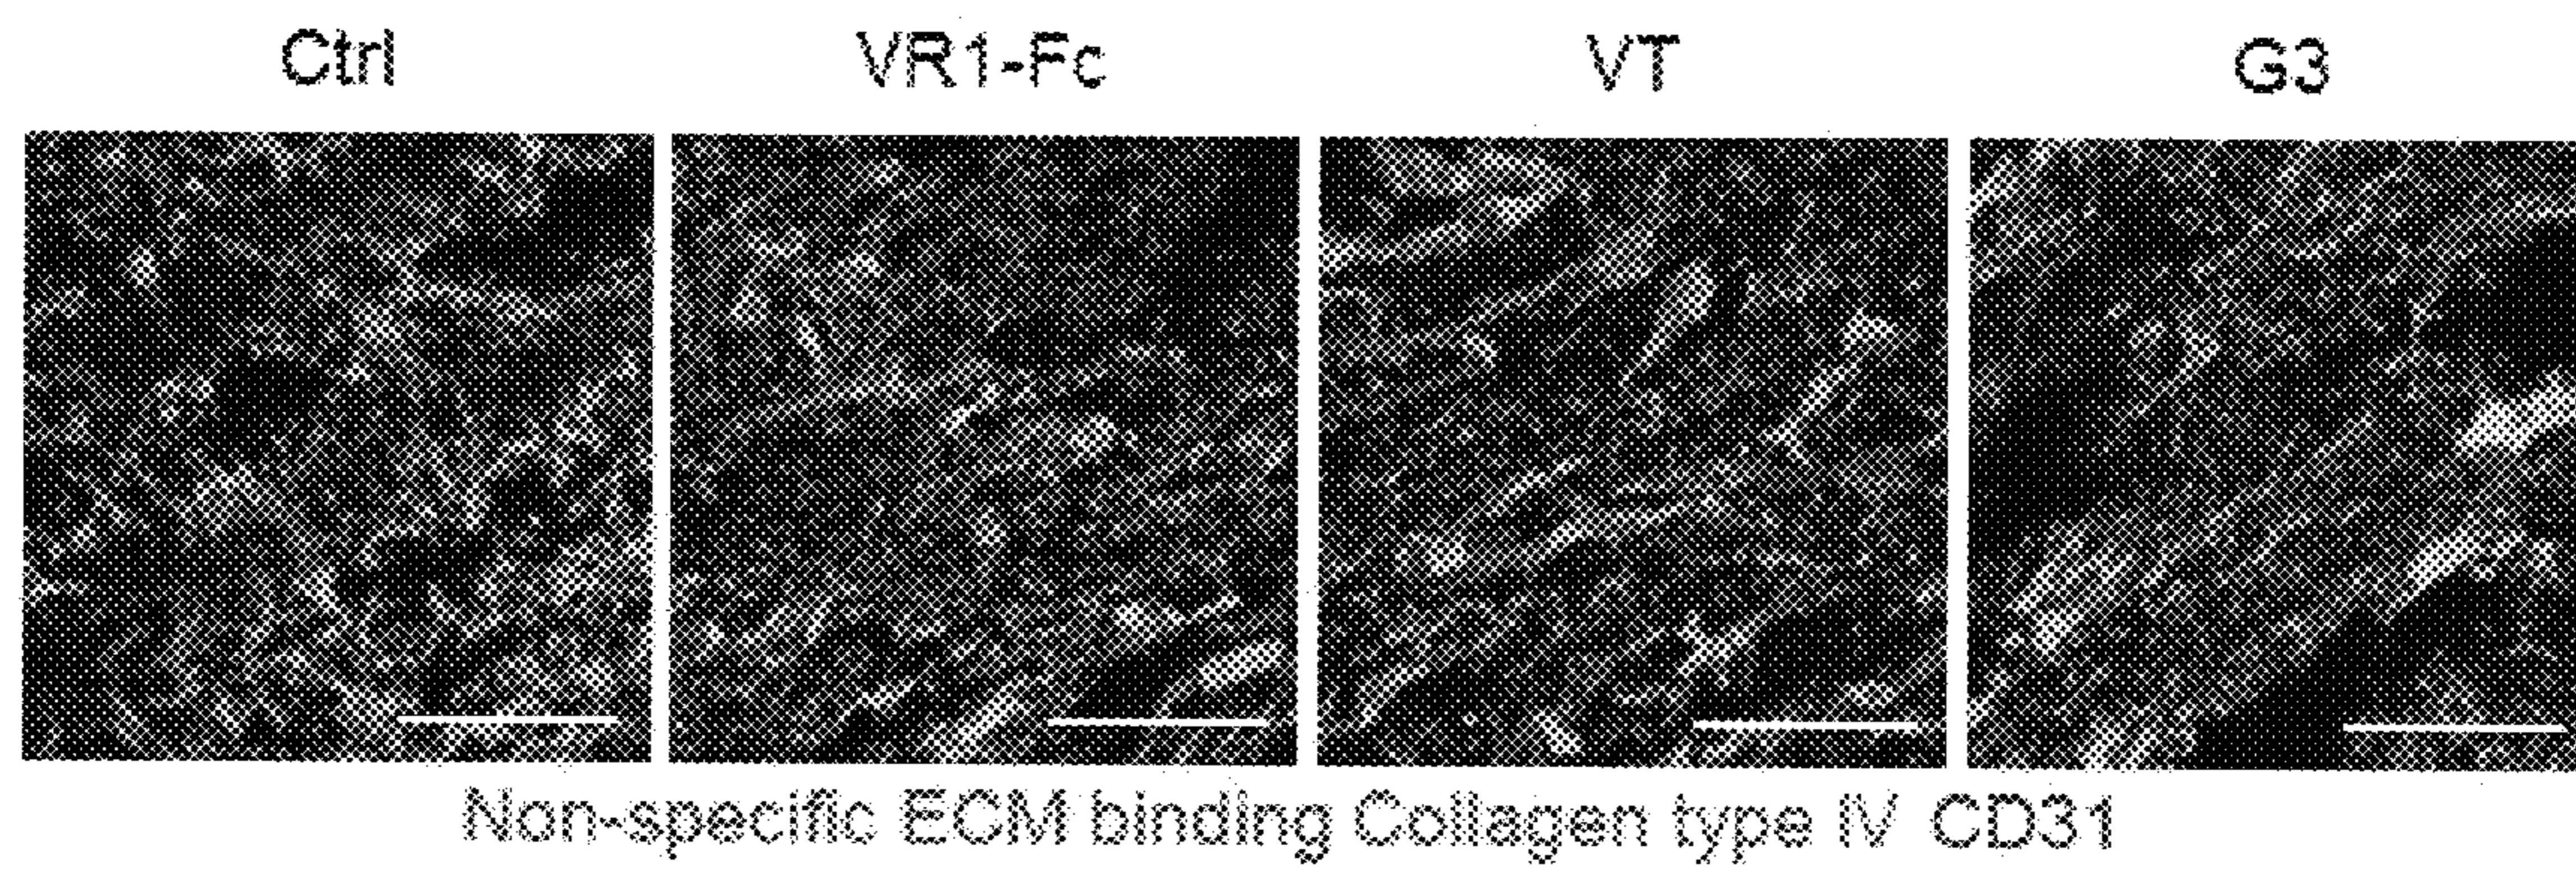 Ctrl VR1-Fc VT G3
Non-specific ECM binding Collagen type IV CD31